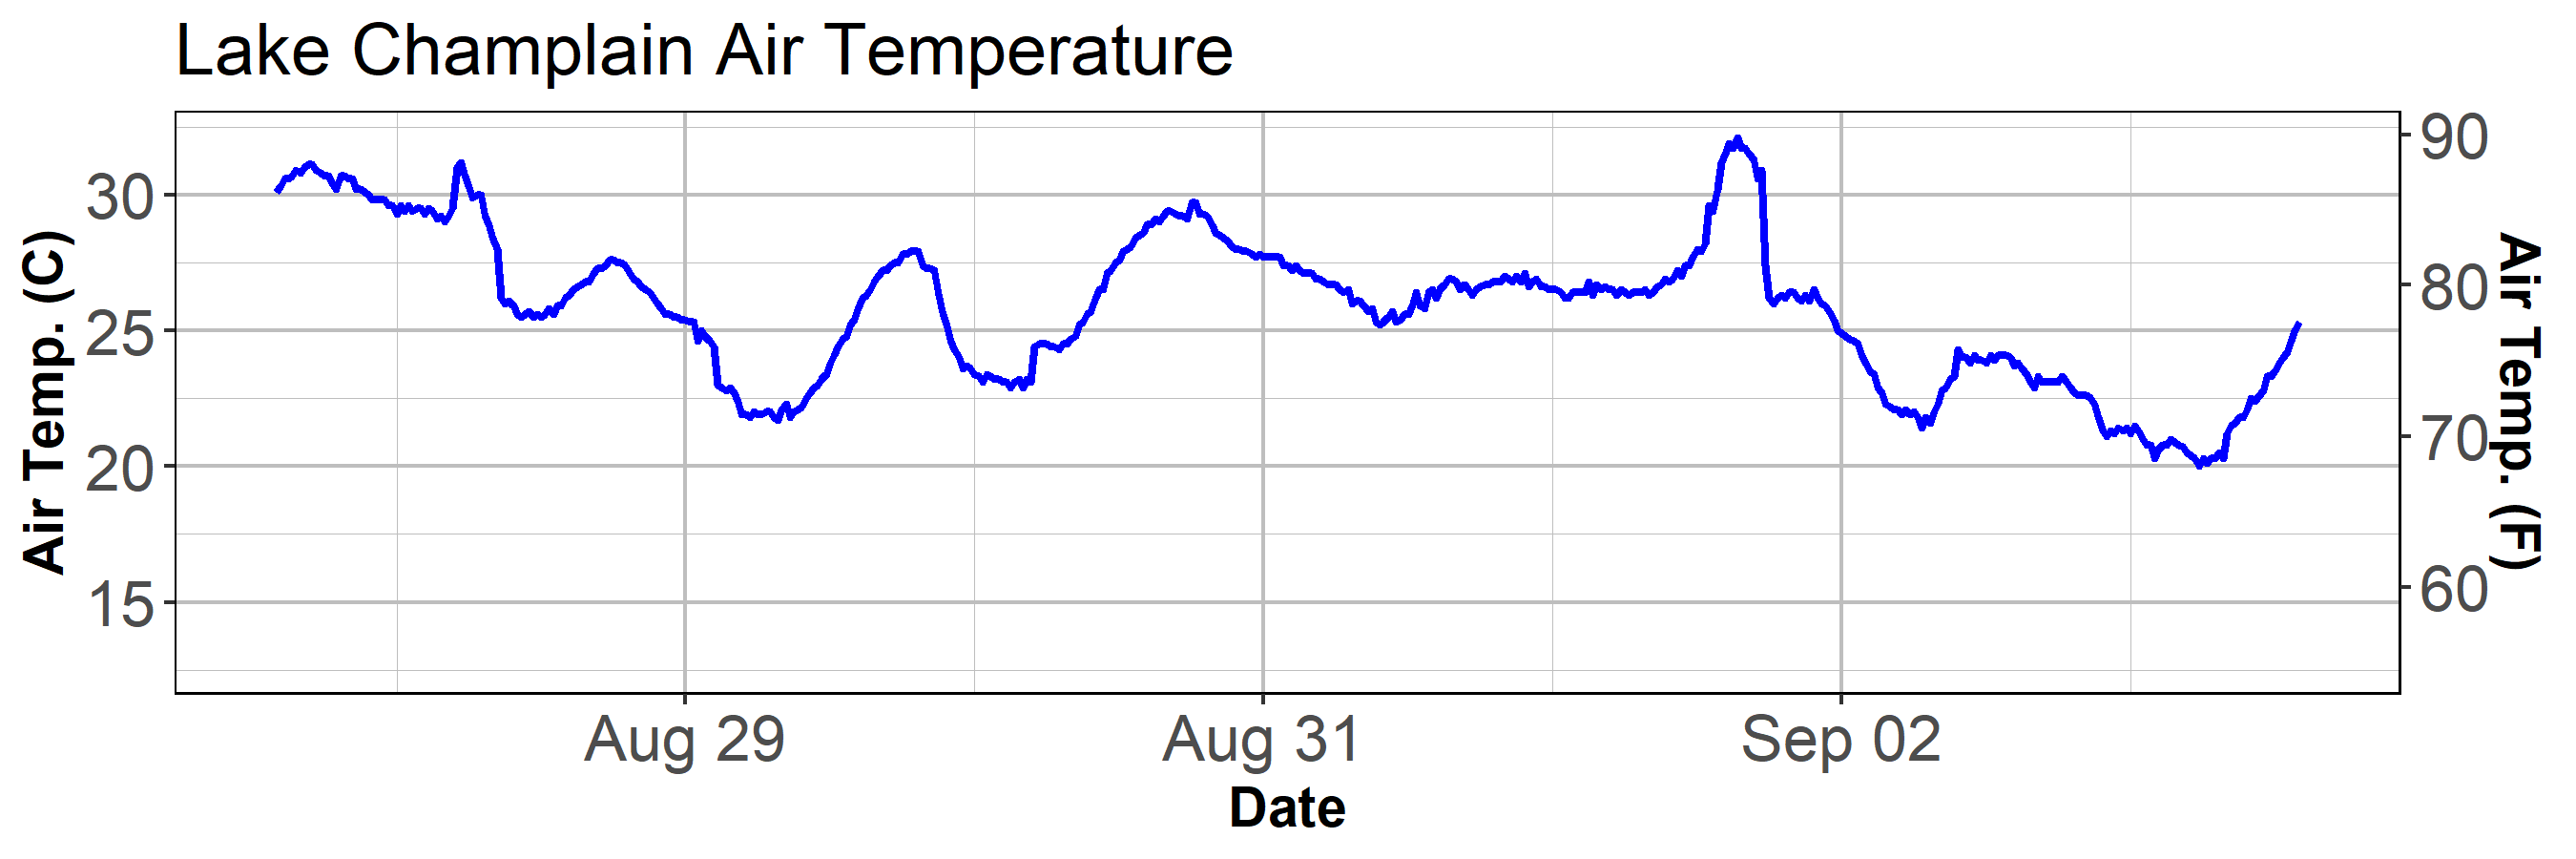 Lake Champlain Air Temperature
Air Temp. (C)
30
25
20
15
90
80
70
60
Air Temp. (F)
Aug 29
Aug 31
Sep 02
Date